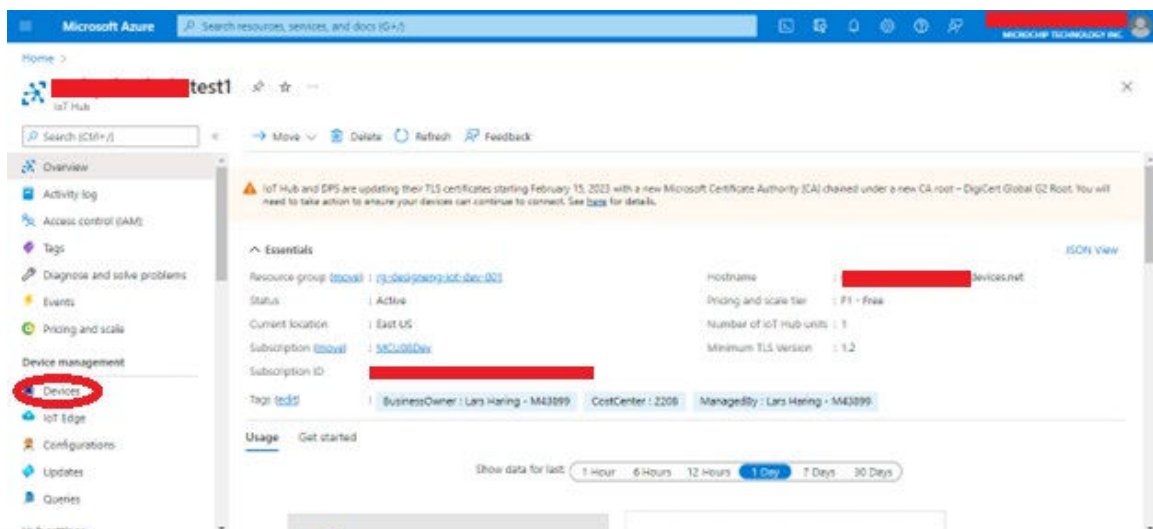 Microsoft Azure
Search resources, services, and docs (G+/)
MICROCHIP TECHNOLOGY INC.
Home >
test1
IoT Hub
Search (Ctrl+/)
Move
Delete
Refresh
Feedback
Overview
Activity log
Access control (IAM)
Tags
Diagnose and solve problems
Events
Pricing and scale
Device management
Devices
IoT Edge
Configurations
Updates
Queries
IoT Hub and DPS are updating their TLS certificates starting February 15, 2023 with a new Microsoft Certificate Authority (CA) chained under a new CA root – DigiCert Global G2 Root. You will
need to take action to ensure your devices can continue to connect. See here for details.
Essentials
JSON View
Resource group (move) : rg-designeng-iot-dev-001
Status : Active
Current location : East US
Subscription (move) : MCU08Dev
Subscription ID
Tags (edit) : BusinessOwner : Lars Haring - M43899 CostCenter : 2208 ManagedBy : Lars Haring - M43899
Hostname : devices.net
Pricing and scale tier : F1 - Free
Number of IoT Hub units : 1
Minimum TLS Version : 1.2
Usage
Get started
Show data for last:
1 Hour
6 Hours
12 Hours
1 Day
7 Days
30 Days